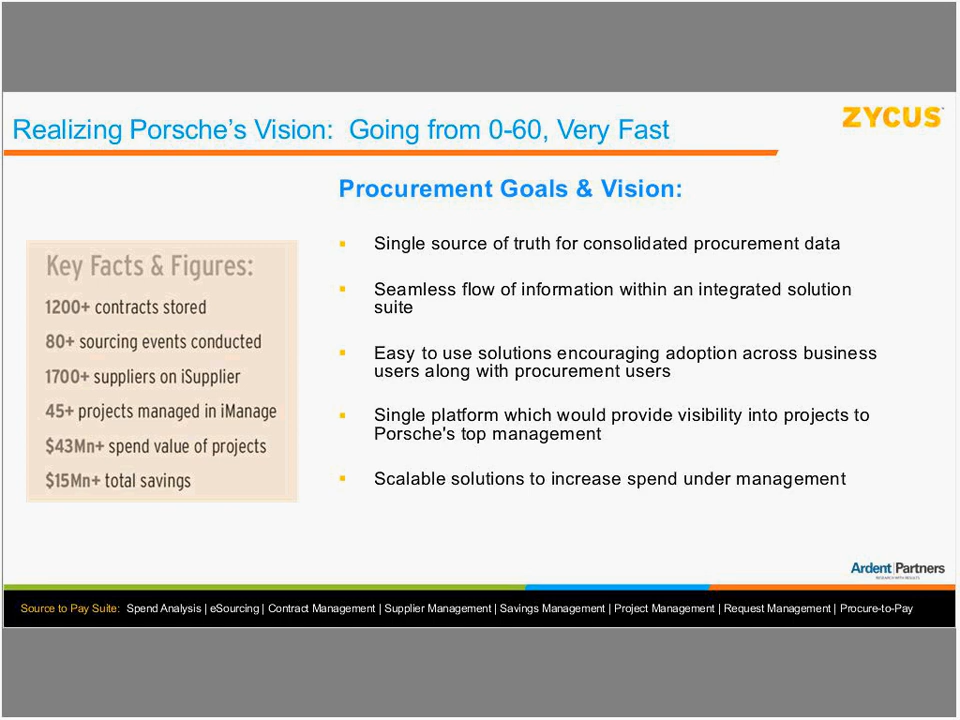 Realizing Porsche’s Vision:  Going from 0-60, Very Fast
ZYCUS™
Procurement Goals & Vision:
Key Facts & Figures:
1200+ contracts stored
80+ sourcing events conducted
1700+ suppliers on iSupplier
45+ projects managed in iManage
$43Mn+ spend value of projects
$15Mn+ total savings
▪ Single source of truth for consolidated procurement data
▪ Seamless flow of information within an integrated solution
suite
▪ Easy to use solutions encouraging adoption across business
users along with procurement users
▪ Single platform which would provide visibility into projects to
Porsche's top management
▪ Scalable solutions to increase spend under management
Ardent Partners
RESEARCH WITH RESULTS
Source to Pay Suite:  Spend Analysis | eSourcing | Contract Management | Supplier Management | Savings Management | Project Management | Request Management | Procure-to-Pay